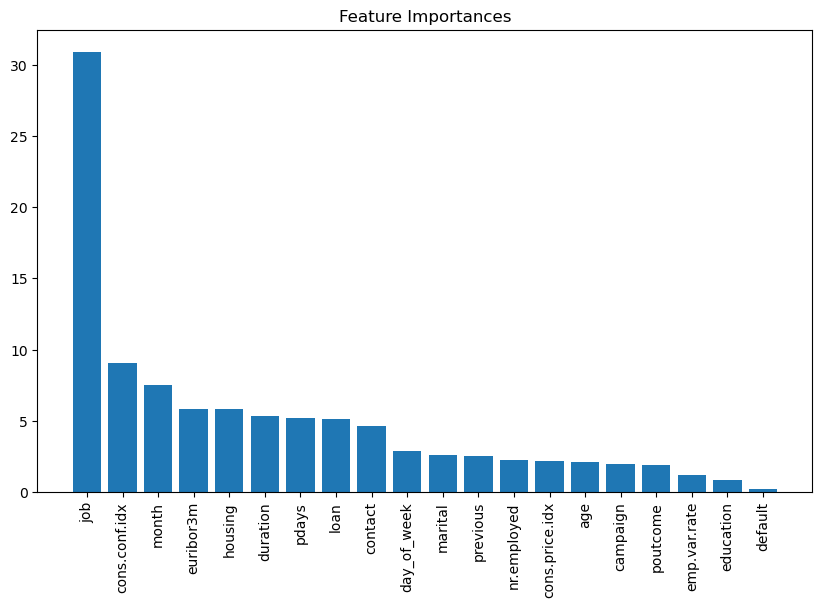 Feature Importances
30
25
20
15
10
5
0
job
cons.conf.idx
month
euribor3m
housing
duration
pdays
loan
contact
day_of_week
marital
previous
nr.employed
cons.price.idx
age
campaign
poutcome
emp.var.rate
education
default